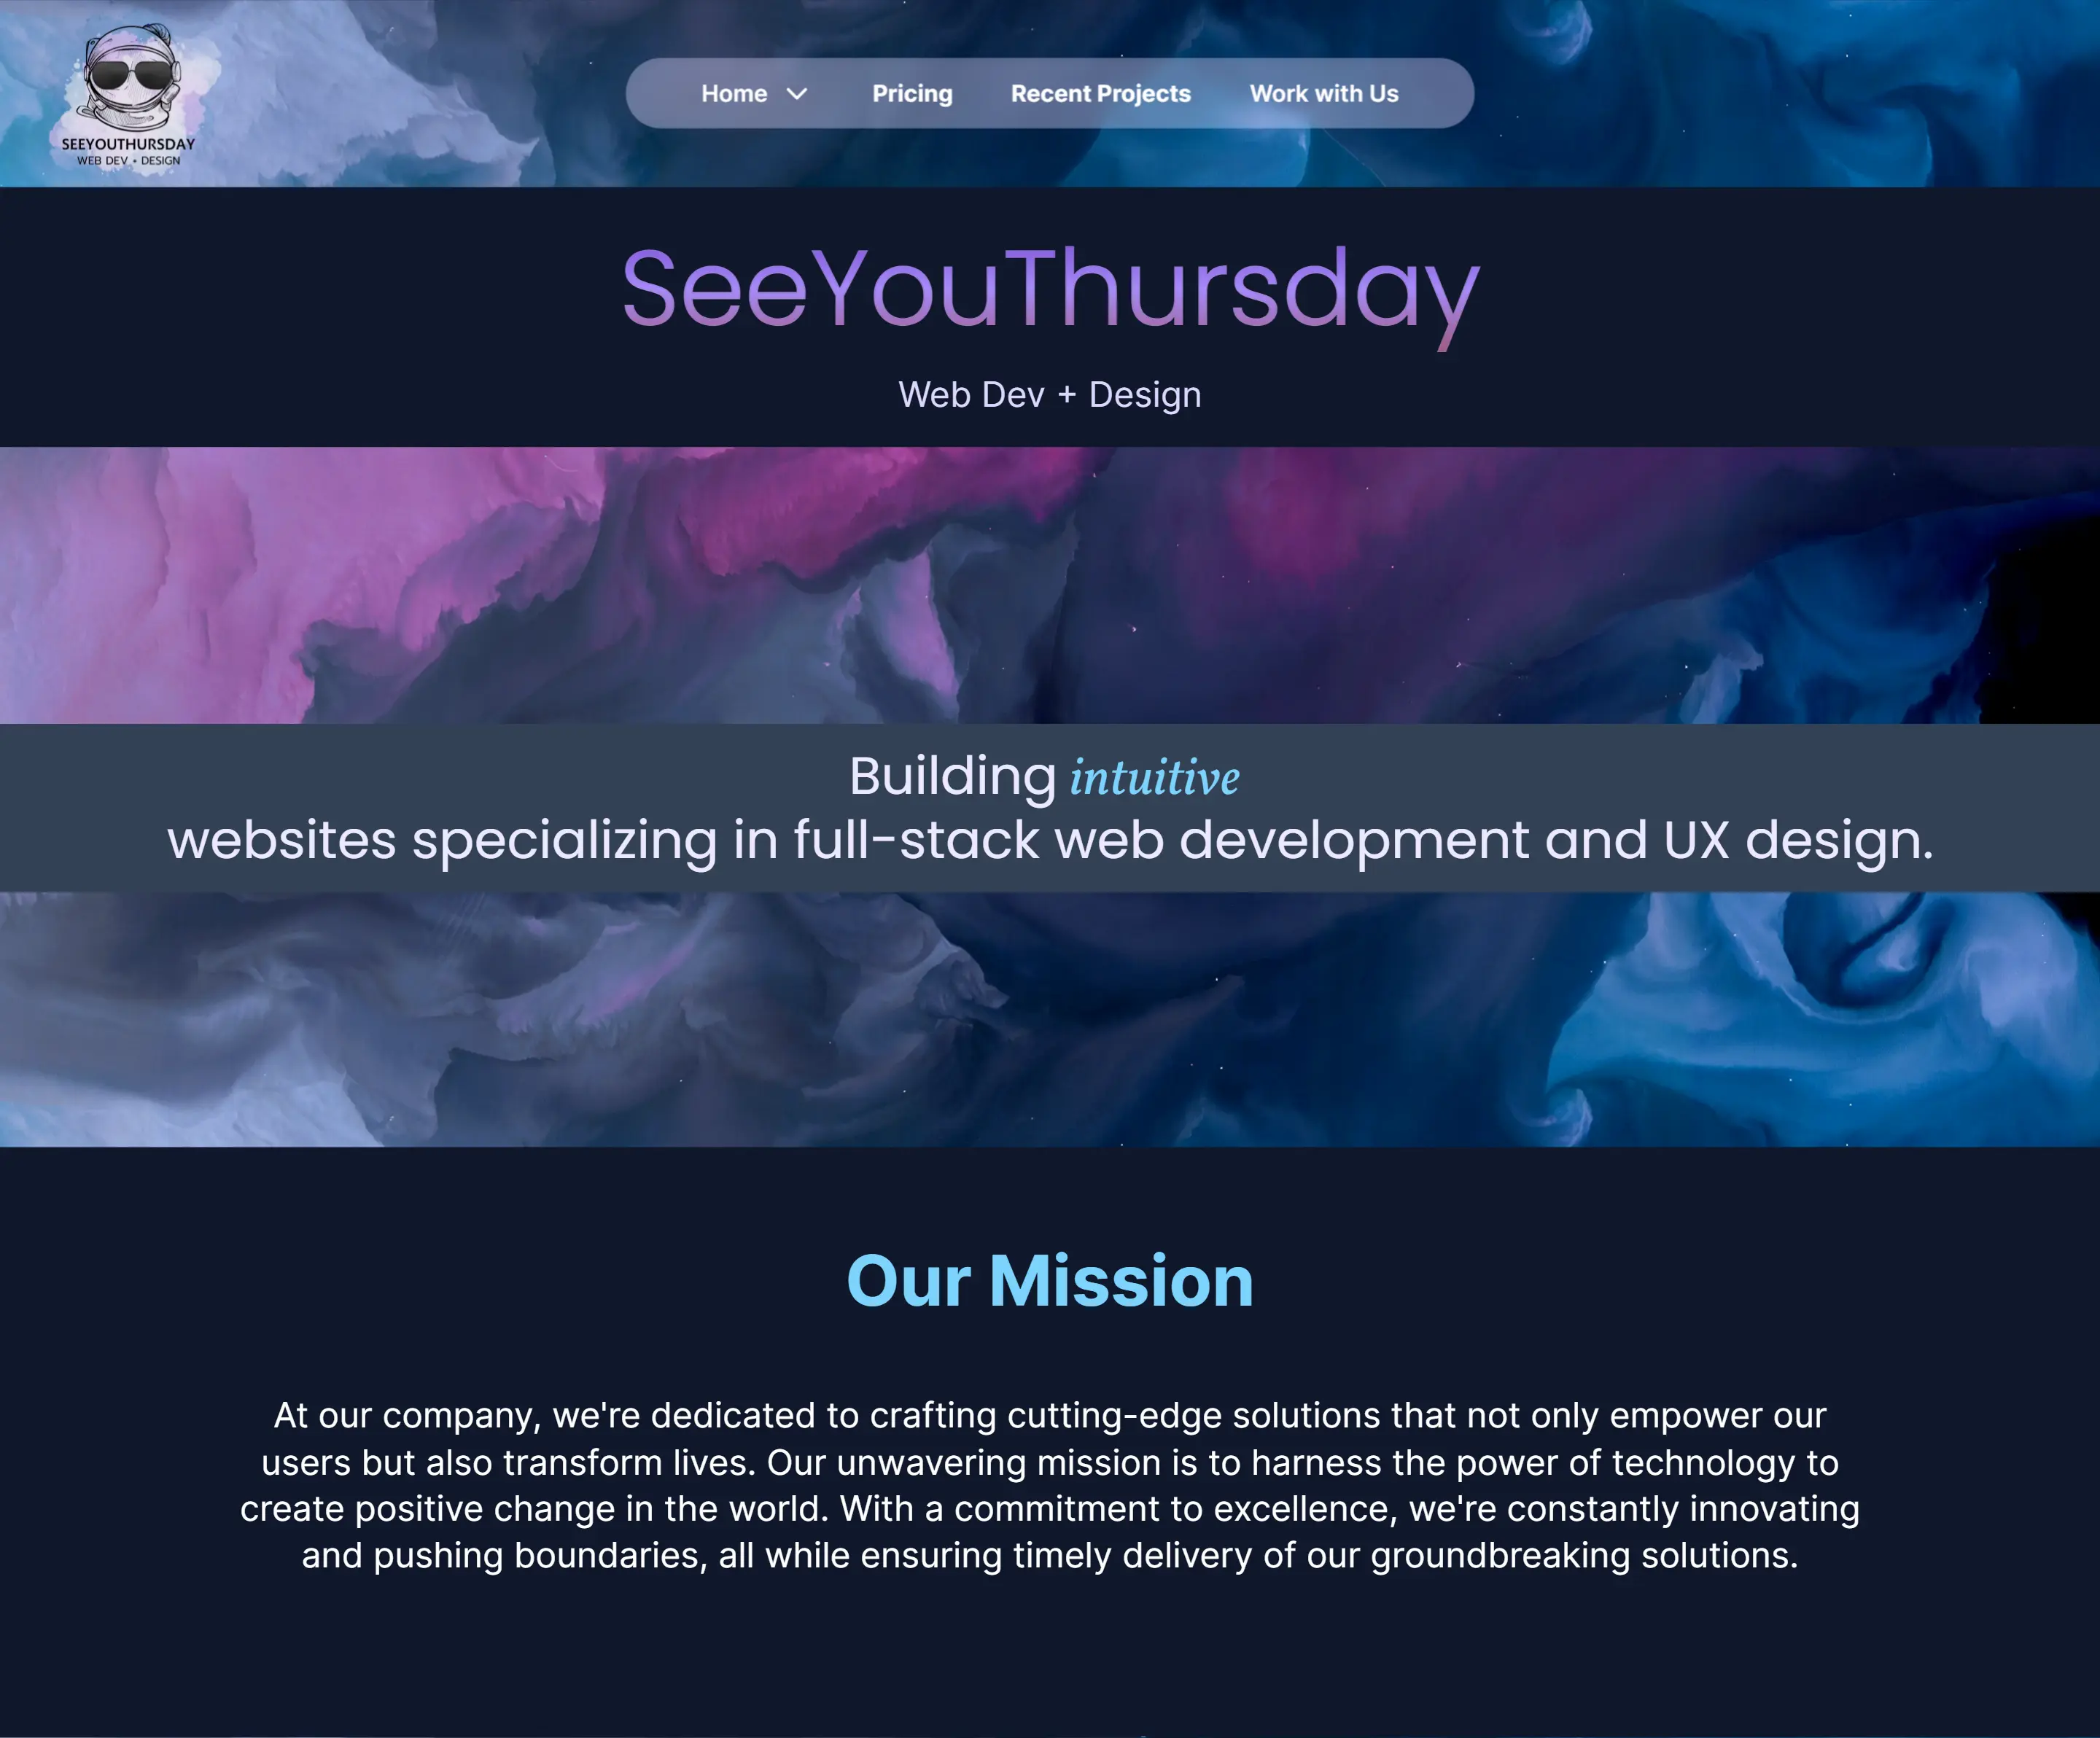 SEEYOUTHURSDAY
WEB DEV + DESIGN
Home
Pricing
Recent Projects
Work with Us
SeeYouThursday
Web Dev + Design
Building intuitive
websites specializing in full-stack web development and UX design.
Our Mission
At our company, we're dedicated to crafting cutting-edge solutions that not only empower our
users but also transform lives. Our unwavering mission is to harness the power of technology to
create positive change in the world. With a commitment to excellence, we're constantly innovating
and pushing boundaries, all while ensuring timely delivery of our groundbreaking solutions.